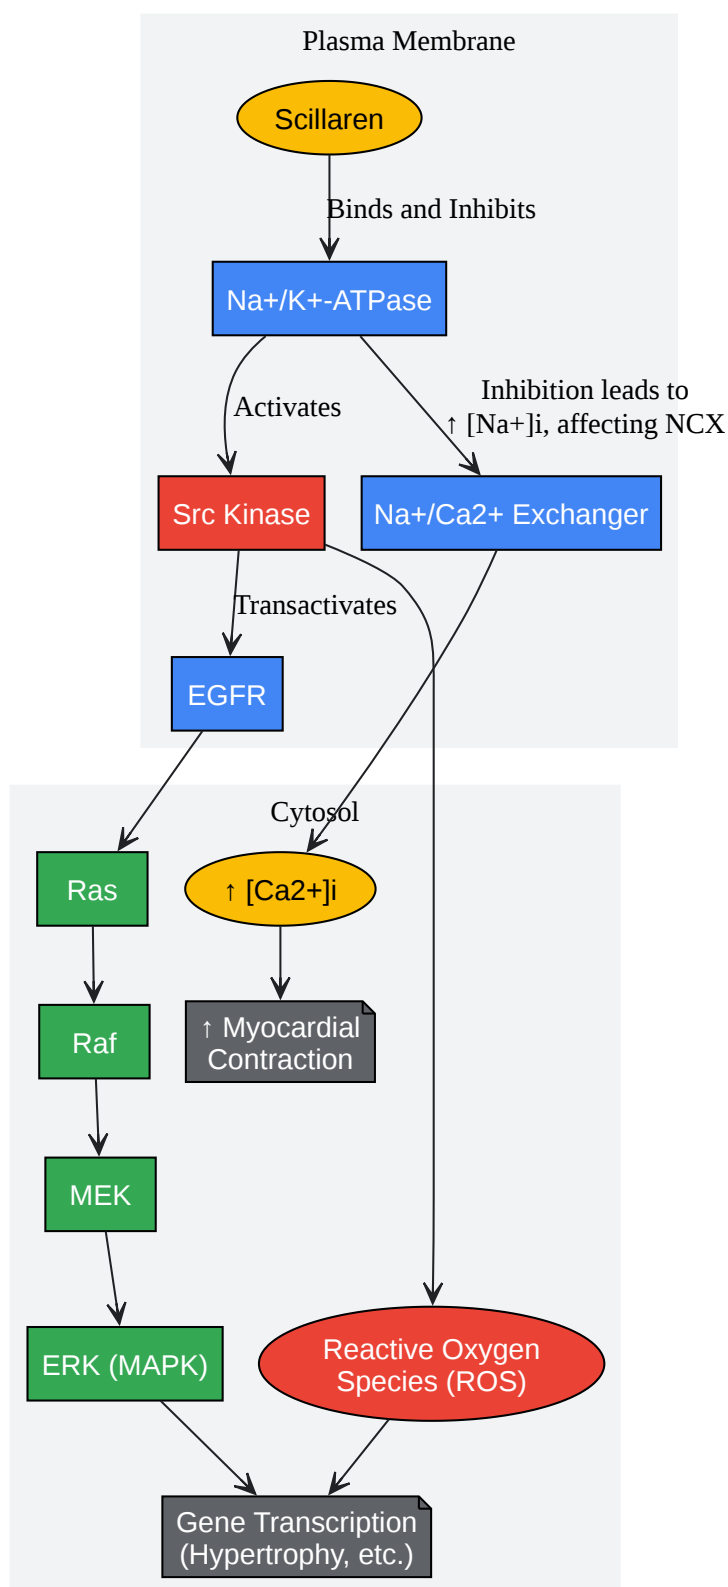 Plasma Membrane
Scillaren
Binds and Inhibits
Na+/K+-ATPase
Activates
Inhibition leads to
↑ [Na+]i, affecting NCX
Src Kinase
Na+/Ca2+ Exchanger
Transactivates
EGFR
Cytosol
Ras
↑ [Ca2+]i
Raf
↑ Myocardial
Contraction
MEK
ERK (MAPK)
Reactive Oxygen
Species (ROS)
Gene Transcription
(Hypertrophy, etc.)